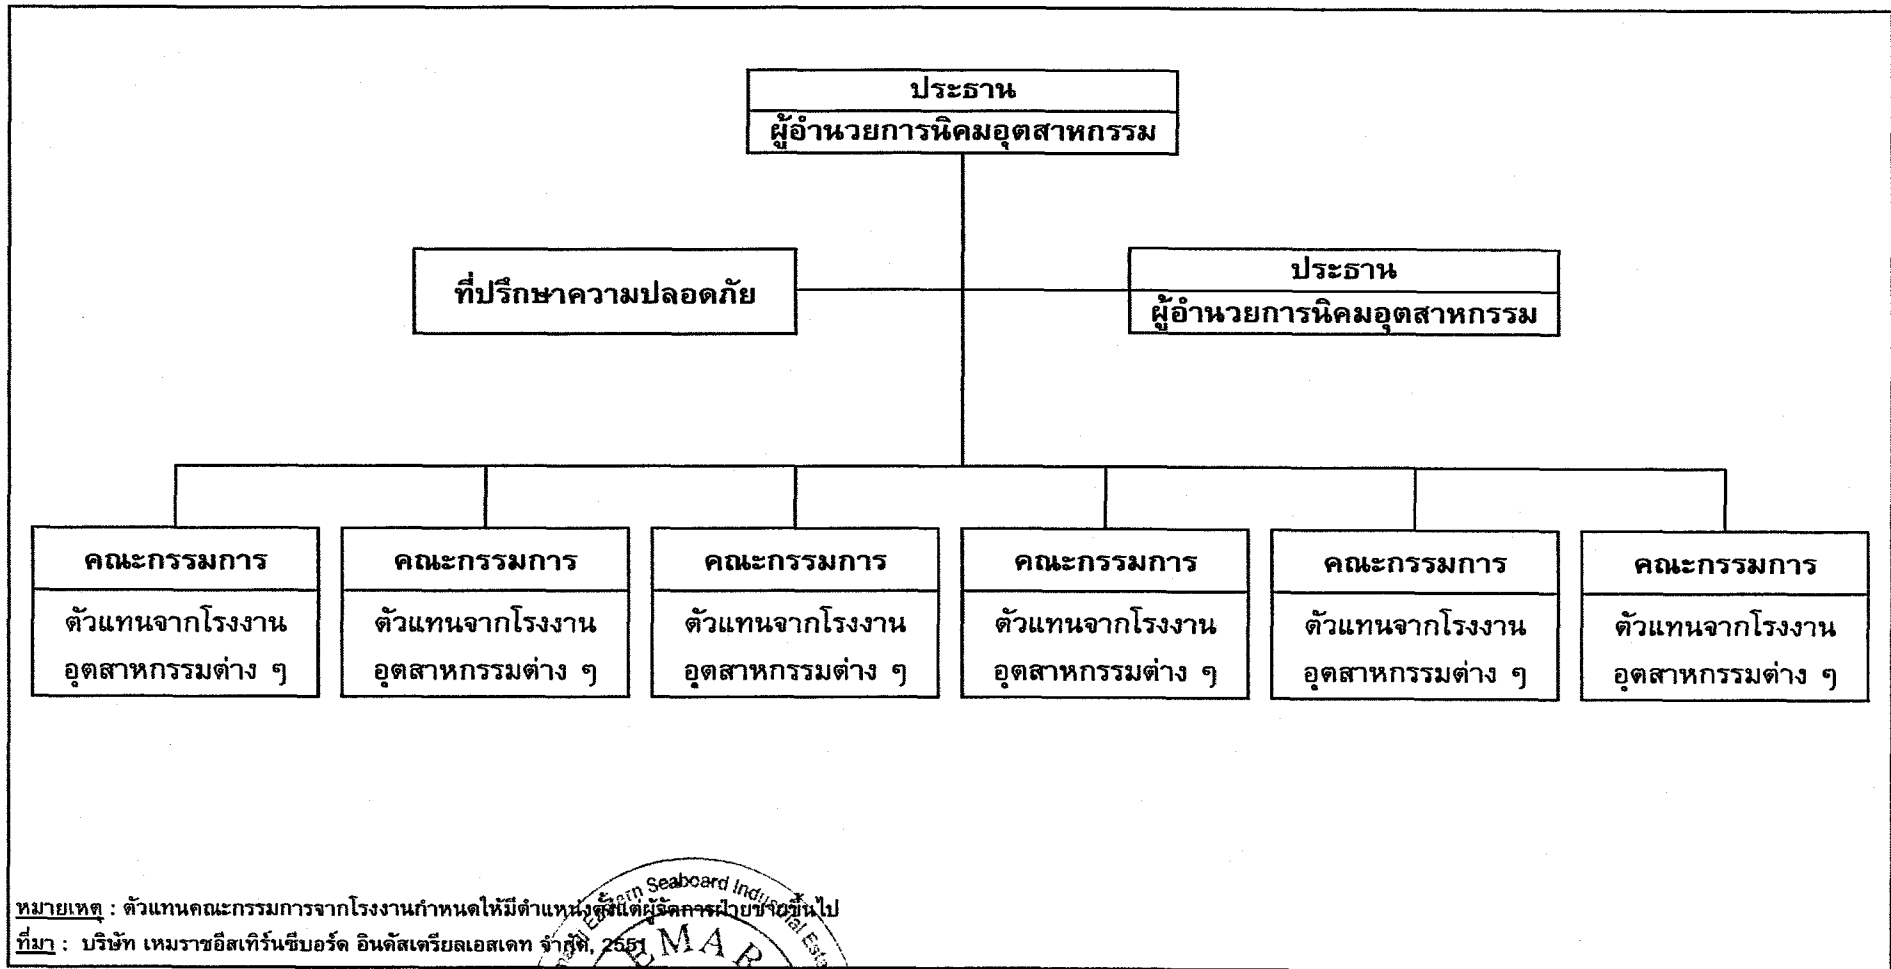 ประธาน
ผู้อำนวยการนิคมอุตสาหกรรม
ที่ปรึกษาความปลอดภัย
ประธาน
ผู้อำนวยการนิคมอุตสาหกรรม
คณะกรรมการ
ตัวแทนจากโรงงาน
อุตสาหกรรมต่าง ๆ
คณะกรรมการ
ตัวแทนจากโรงงาน
อุตสาหกรรมต่าง ๆ
คณะกรรมการ
ตัวแทนจากโรงงาน
อุตสาหกรรมต่าง ๆ
คณะกรรมการ
ตัวแทนจากโรงงาน
อุตสาหกรรมต่าง ๆ
คณะกรรมการ
ตัวแทนจากโรงงาน
อุตสาหกรรมต่าง ๆ
คณะกรรมการ
ตัวแทนจากโรงงาน
อุตสาหกรรมต่าง ๆ
หมายเหตุ : ตัวแทนคณะกรรมการจากโรงงานกำหนดให้มีตำแหน่งตั้งแต่ผู้จัดการฝ่ายขายขึ้นไป
ที่มา : บริษัท เหมราชอีสเทิร์นซีบอร์ด อินดัสเตรียลเอสเตท จำกัด, 2551
Eastern Seaboard Industrial
EMAR